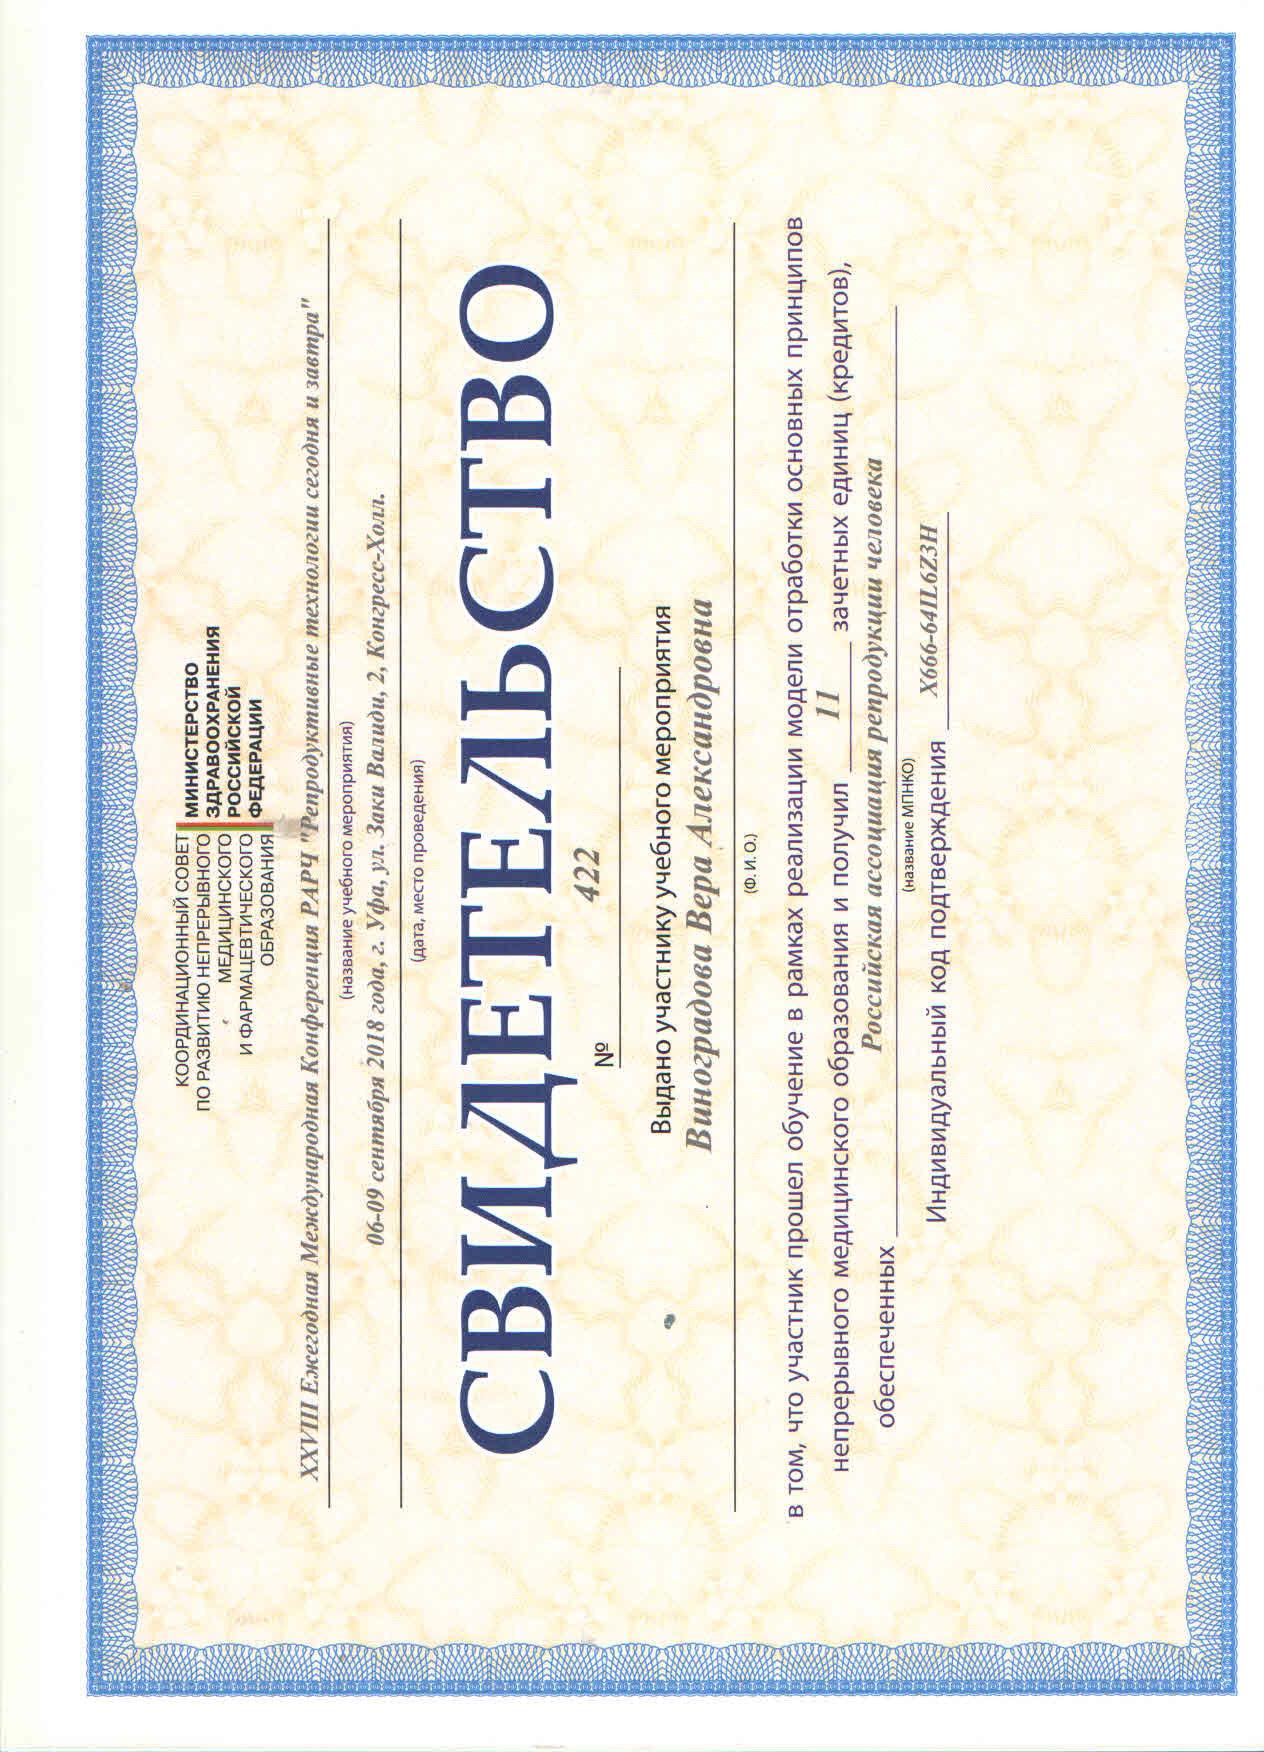 КООРДИНАЦИОННЫЙ СОВЕТ
ПО РАЗВИТИЮ НЕПРЕРЫВНОГО
МЕДИЦИНСКОГО
И ФАРМАЦЕВТИЧЕСКОГО
ОБРАЗОВАНИЯ
МИНИСТЕРСТВО
ЗДРАВООХРАНЕНИЯ
РОССИЙСКОЙ
ФЕДЕРАЦИИ
XXVIII Ежегодная Международная Конференция РАРЧ "Репродуктивные технологии сегодня и завтра"
(название учебного мероприятия)
06-09 сентября 2018 года, г. Уфа, ул. Заки Валиди, 2, Конгресс-Холл.
(дата, место проведения)
СВИДЕТЕЛЬСТВО
№ 422
Выдано участнику учебного мероприятия
Виноградова Вера Александровна
(Ф. И. О.)
в том, что участник прошел обучение в рамках реализации модели отработки основных принципов
непрерывного медицинского образования и получил 11 зачетных единиц (кредитов),
обеспеченных Российская ассоциация репродукции человека
(название МПНКО)
Индивидуальный код подтверждения X666-64IL6Z3H